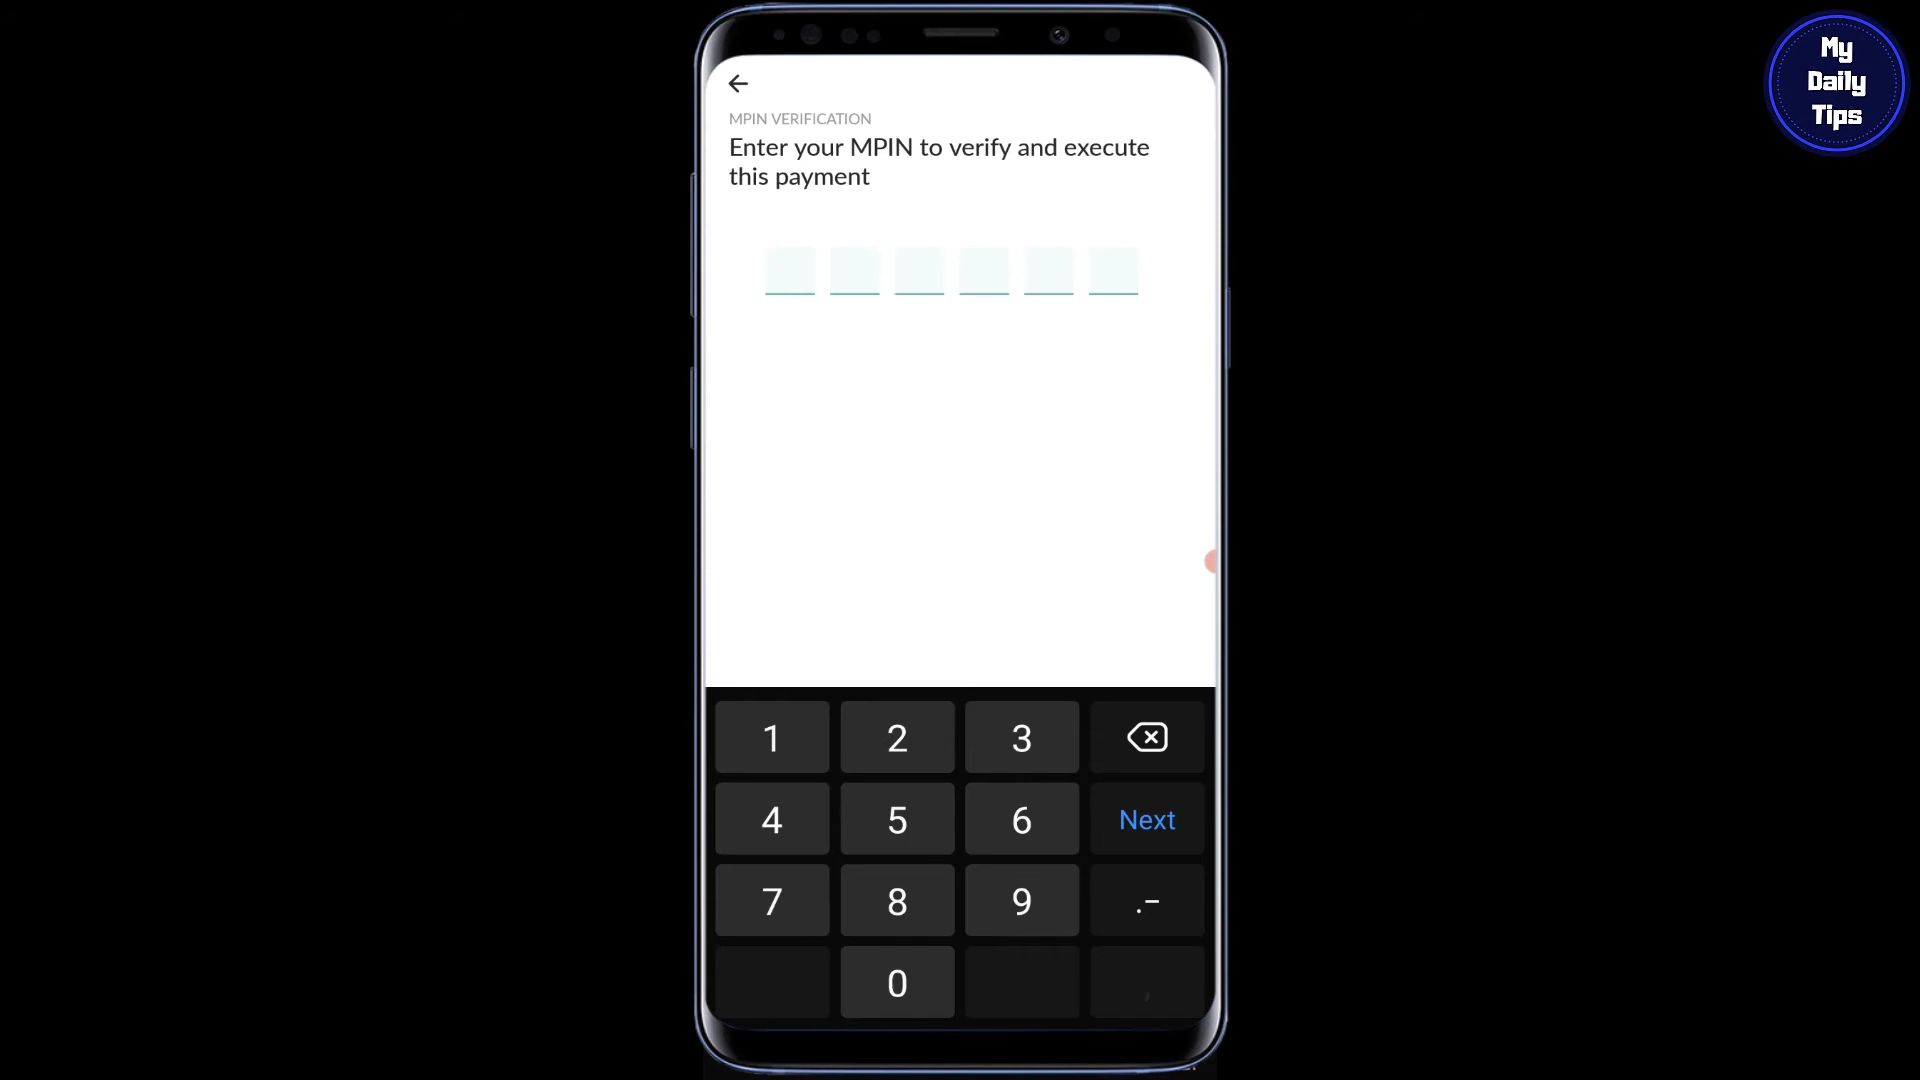 My
Daily
Tips
MPIN VERIFICATION
Enter your MPIN to verify and execute
this payment
1 2 3
4 5 6 Next
7 8 9 .-
0 ,